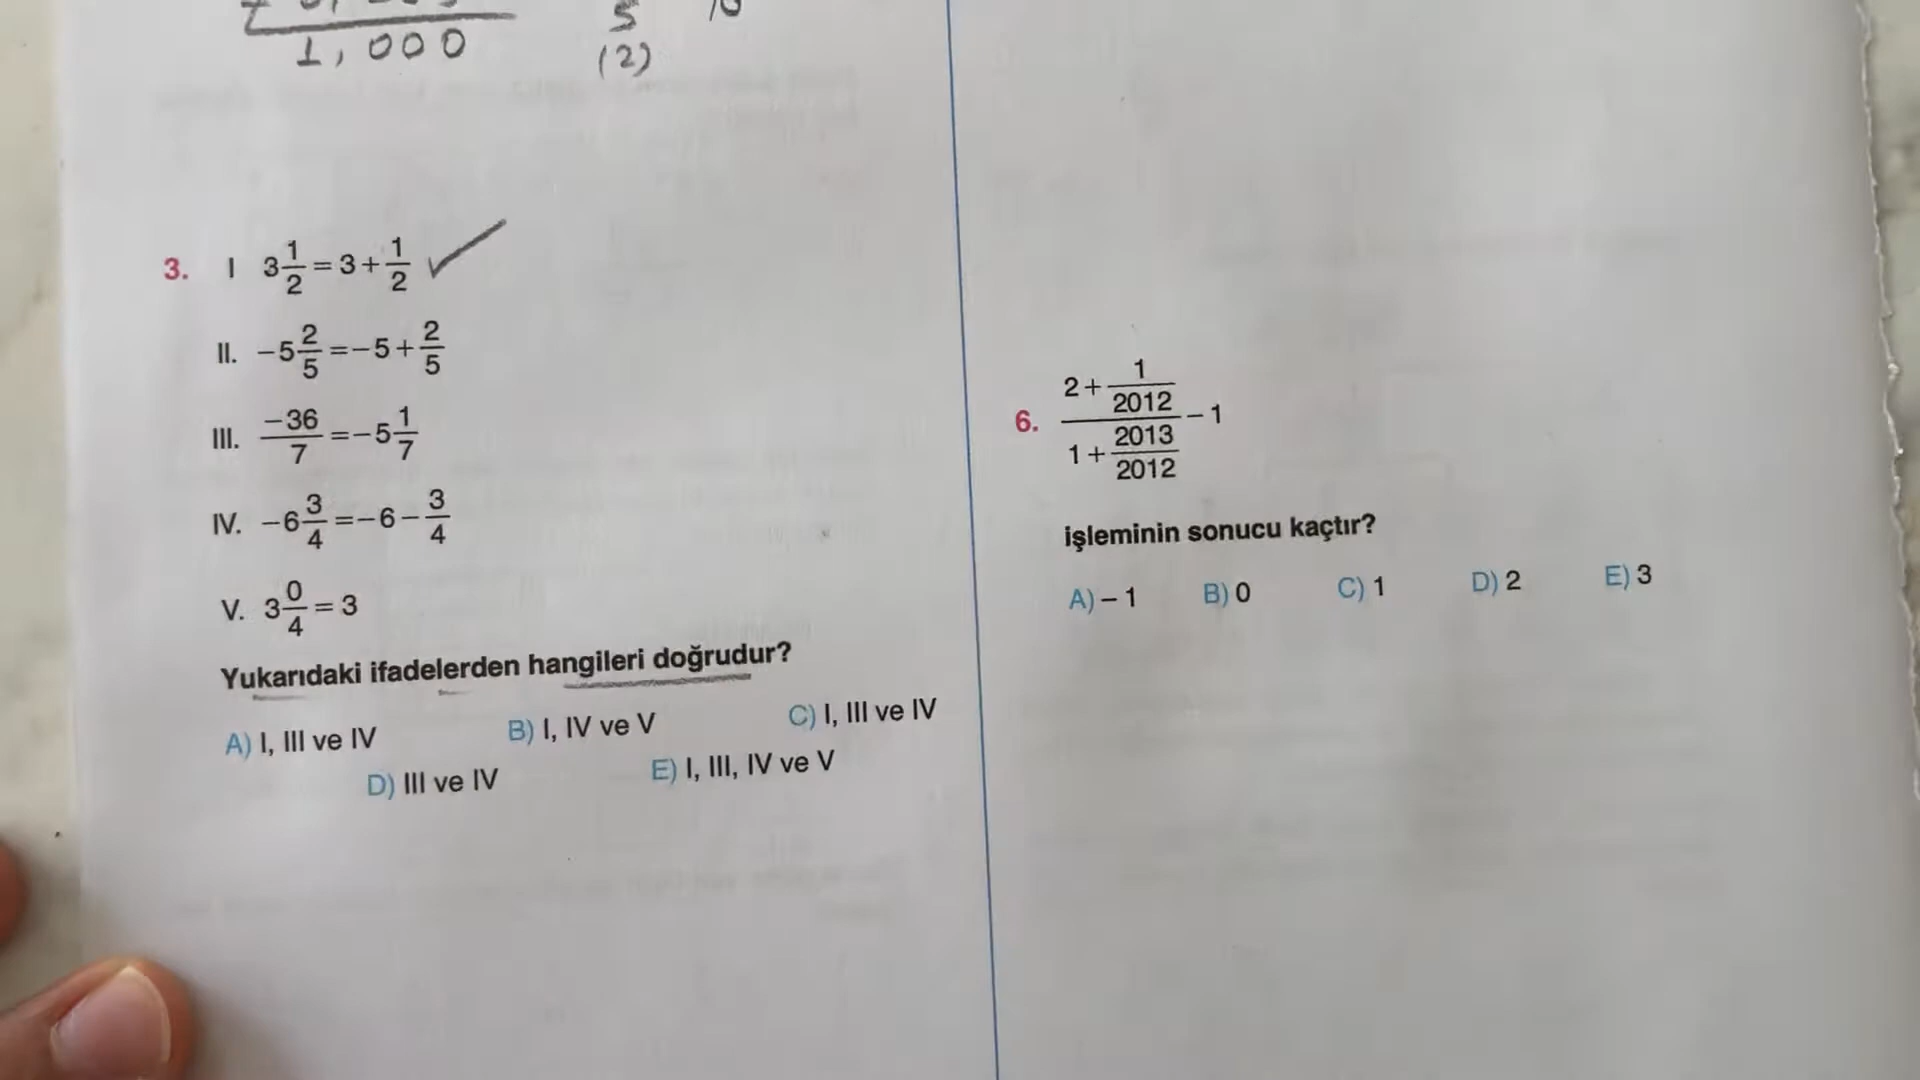 1,000
5
(2)
3. I 3 1/2 = 3 + 1/2 ✓
II. -5 2/5 = -5 + 2/5
III. -36/7 = -5 1/7
IV. -6 3/4 = -6 - 3/4
V. 3 0/4 = 3
Yukarıdaki ifadelerden hangileri doğrudur?
A) I, III ve IV B) I, IV ve V C) I, III ve IV
D) III ve IV E) I, III, IV ve V
6. (2 + 1/2012)/(1 + 2013/2012) - 1
işleminin sonucu kaçtır?
A) - 1 B) 0 C) 1 D) 2 E) 3